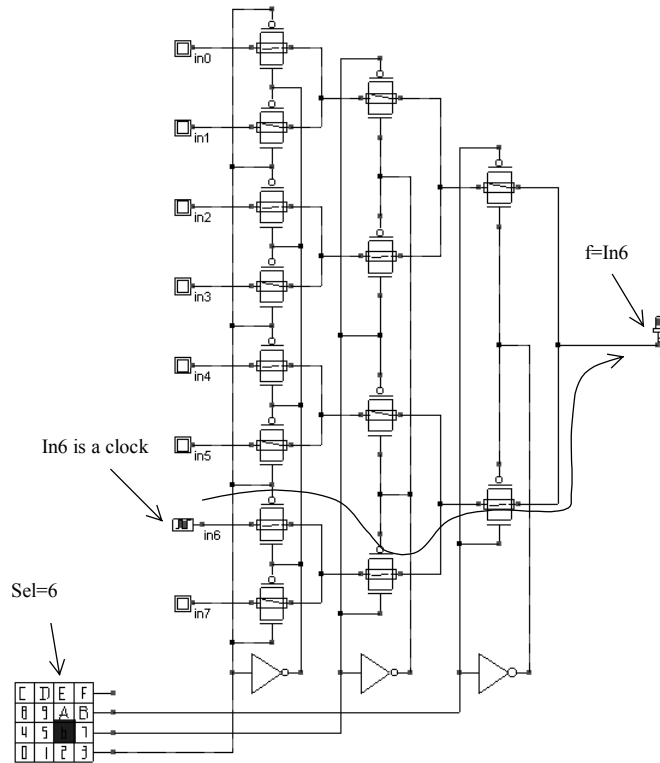 in0
in1
in2
in3
f=In6
in4
In6 is a clock
in5
in6
Sel=6
in7
C D E F
8 9 A B
4 5 6 7
0 1 2 3